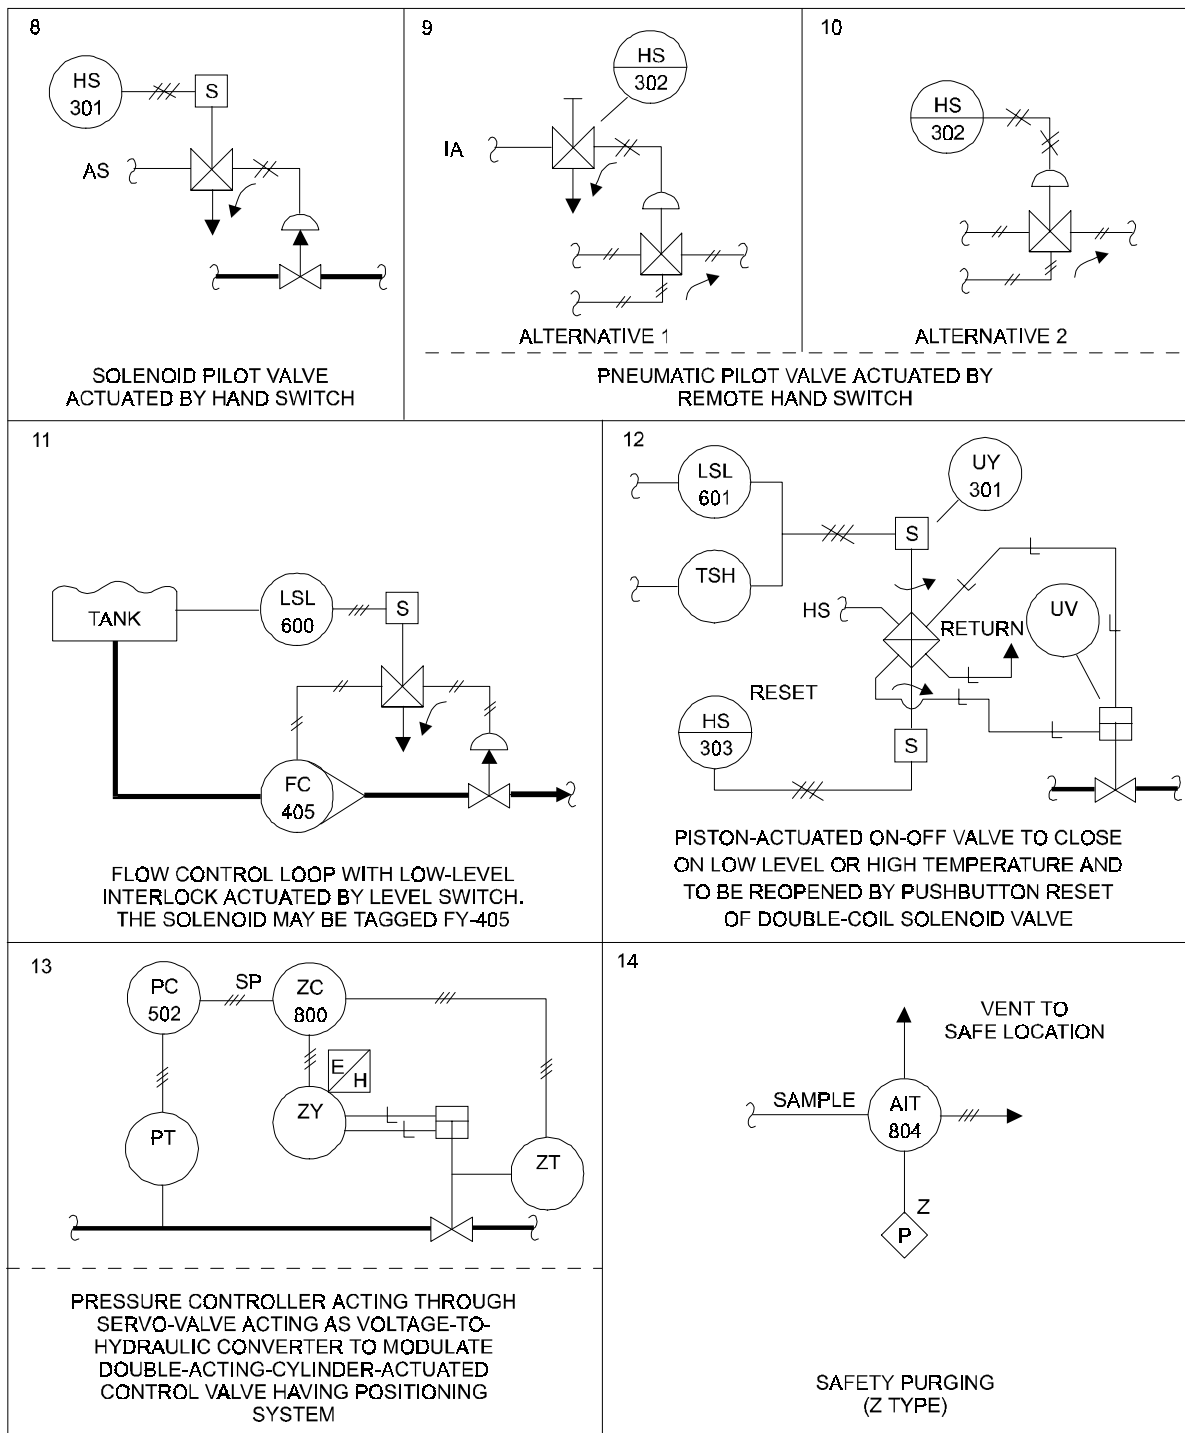 8
HS
301
S
AS
SOLENOID PILOT VALVE
ACTUATED BY HAND SWITCH
9
HS
302
IA
ALTERNATIVE 1
10
HS
302
ALTERNATIVE 2
PNEUMATIC PILOT VALVE ACTUATED BY
REMOTE HAND SWITCH
11
TANK
LSL
600
S
FC
405
FLOW CONTROL LOOP WITH LOW-LEVEL
INTERLOCK ACTUATED BY LEVEL SWITCH.
THE SOLENOID MAY BE TAGGED FY-405
12
LSL
601
UY
301
S
TSH
HS
UV
RETURN
RESET
HS
303
S
L
L
L
L
L
PISTON-ACTUATED ON-OFF VALVE TO CLOSE
ON LOW LEVEL OR HIGH TEMPERATURE AND
TO BE REOPENED BY PUSHBUTTON RESET
OF DOUBLE-COIL SOLENOID VALVE
13
PC
502
SP
ZC
800
E
H
ZY
L
L
PT
ZT
PRESSURE CONTROLLER ACTING THROUGH
SERVO-VALVE ACTING AS VOLTAGE-TO-
HYDRAULIC CONVERTER TO MODULATE
DOUBLE-ACTING-CYLINDER-ACTUATED
CONTROL VALVE HAVING POSITIONING
SYSTEM
14
VENT TO
SAFE LOCATION
SAMPLE
AIT
804
Z
P
SAFETY PURGING
(Z TYPE)